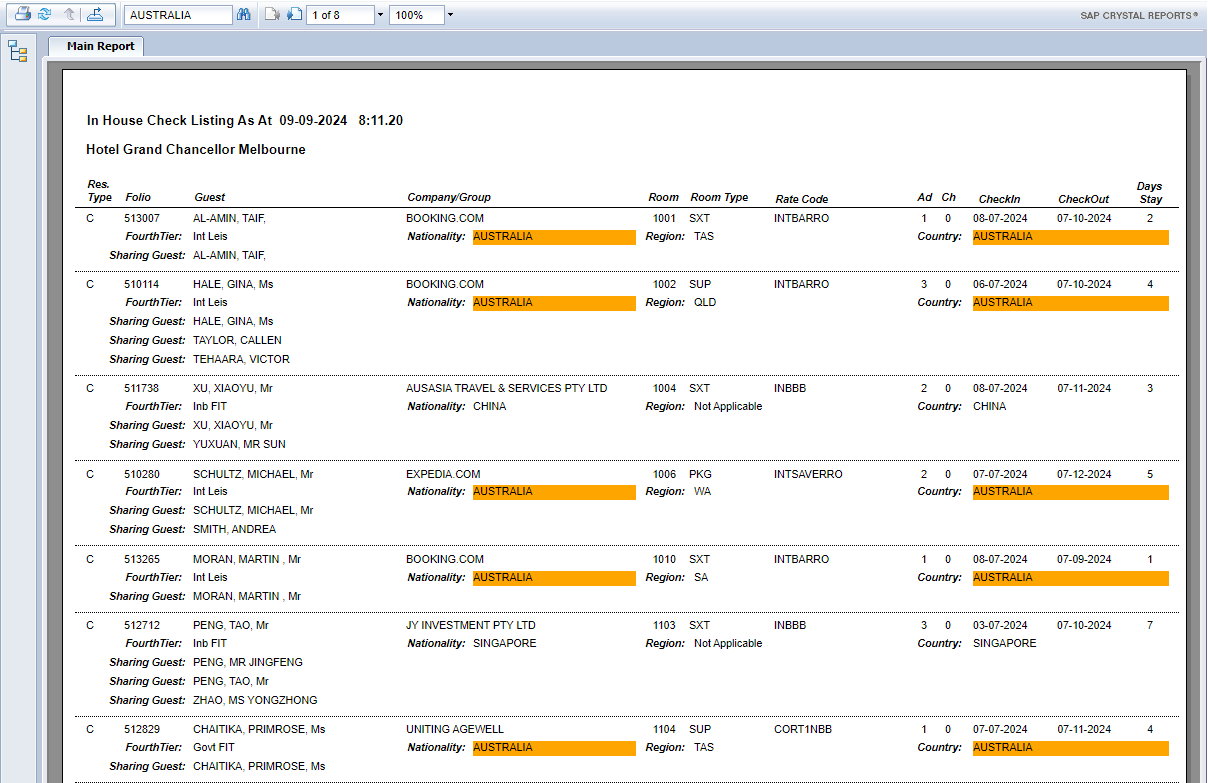 AUSTRALIA 1 of 8 100% SAP CRYSTAL REPORTS®
Main Report
In House Check Listing As At 09-09-2024 8:11.20
Hotel Grand Chancellor Melbourne
Res. Type Folio Guest Company/Group Room Room Type Rate Code Ad Ch CheckIn CheckOut Days Stay
C 513007 AL-AMIN, TAIF, BOOKING.COM 1001 SXT INTBARRO 1 0 08-07-2024 07-10-2024 2
FourthTier: Int Leis Nationality: AUSTRALIA Region: TAS Country: AUSTRALIA
Sharing Guest: AL-AMIN, TAIF,
C 510114 HALE, GINA, Ms BOOKING.COM 1002 SUP INTBARRO 3 0 06-07-2024 07-10-2024 4
FourthTier: Int Leis Nationality: AUSTRALIA Region: QLD Country: AUSTRALIA
Sharing Guest: HALE, GINA, Ms
Sharing Guest: TAYLOR, CALLEN
Sharing Guest: TEHAARA, VICTOR
C 511738 XU, XIAOYU, Mr AUSASIA TRAVEL & SERVICES PTY LTD 1004 SXT INBBB 2 0 08-07-2024 07-11-2024 3
FourthTier: Inb FIT Nationality: CHINA Region: Not Applicable Country: CHINA
Sharing Guest: XU, XIAOYU, Mr
Sharing Guest: YUXUAN, MR SUN
C 510280 SCHULTZ, MICHAEL, Mr EXPEDIA.COM 1006 PKG INTSAVERRO 2 0 07-07-2024 07-12-2024 5
FourthTier: Int Leis Nationality: AUSTRALIA Region: WA Country: AUSTRALIA
Sharing Guest: SCHULTZ, MICHAEL, Mr
Sharing Guest: SMITH, ANDREA
C 513265 MORAN, MARTIN , Mr BOOKING.COM 1010 SXT INTBARRO 1 0 08-07-2024 07-09-2024 1
FourthTier: Int Leis Nationality: AUSTRALIA Region: SA Country: AUSTRALIA
Sharing Guest: MORAN, MARTIN , Mr
C 512712 PENG, TAO, Mr JY INVESTMENT PTY LTD 1103 SXT INBBB 3 0 03-07-2024 07-10-2024 7
FourthTier: Inb FIT Nationality: SINGAPORE Region: Not Applicable Country: SINGAPORE
Sharing Guest: PENG, MR JINGFENG
Sharing Guest: PENG, TAO, Mr
Sharing Guest: ZHAO, MS YONGZHONG
C 512829 CHAITIKA, PRIMROSE, Ms UNITING AGEWELL 1104 SUP CORT1NBB 1 0 07-07-2024 07-11-2024 4
FourthTier: Govt FIT Nationality: AUSTRALIA Region: TAS Country: AUSTRALIA
Sharing Guest: CHAITIKA, PRIMROSE, Ms